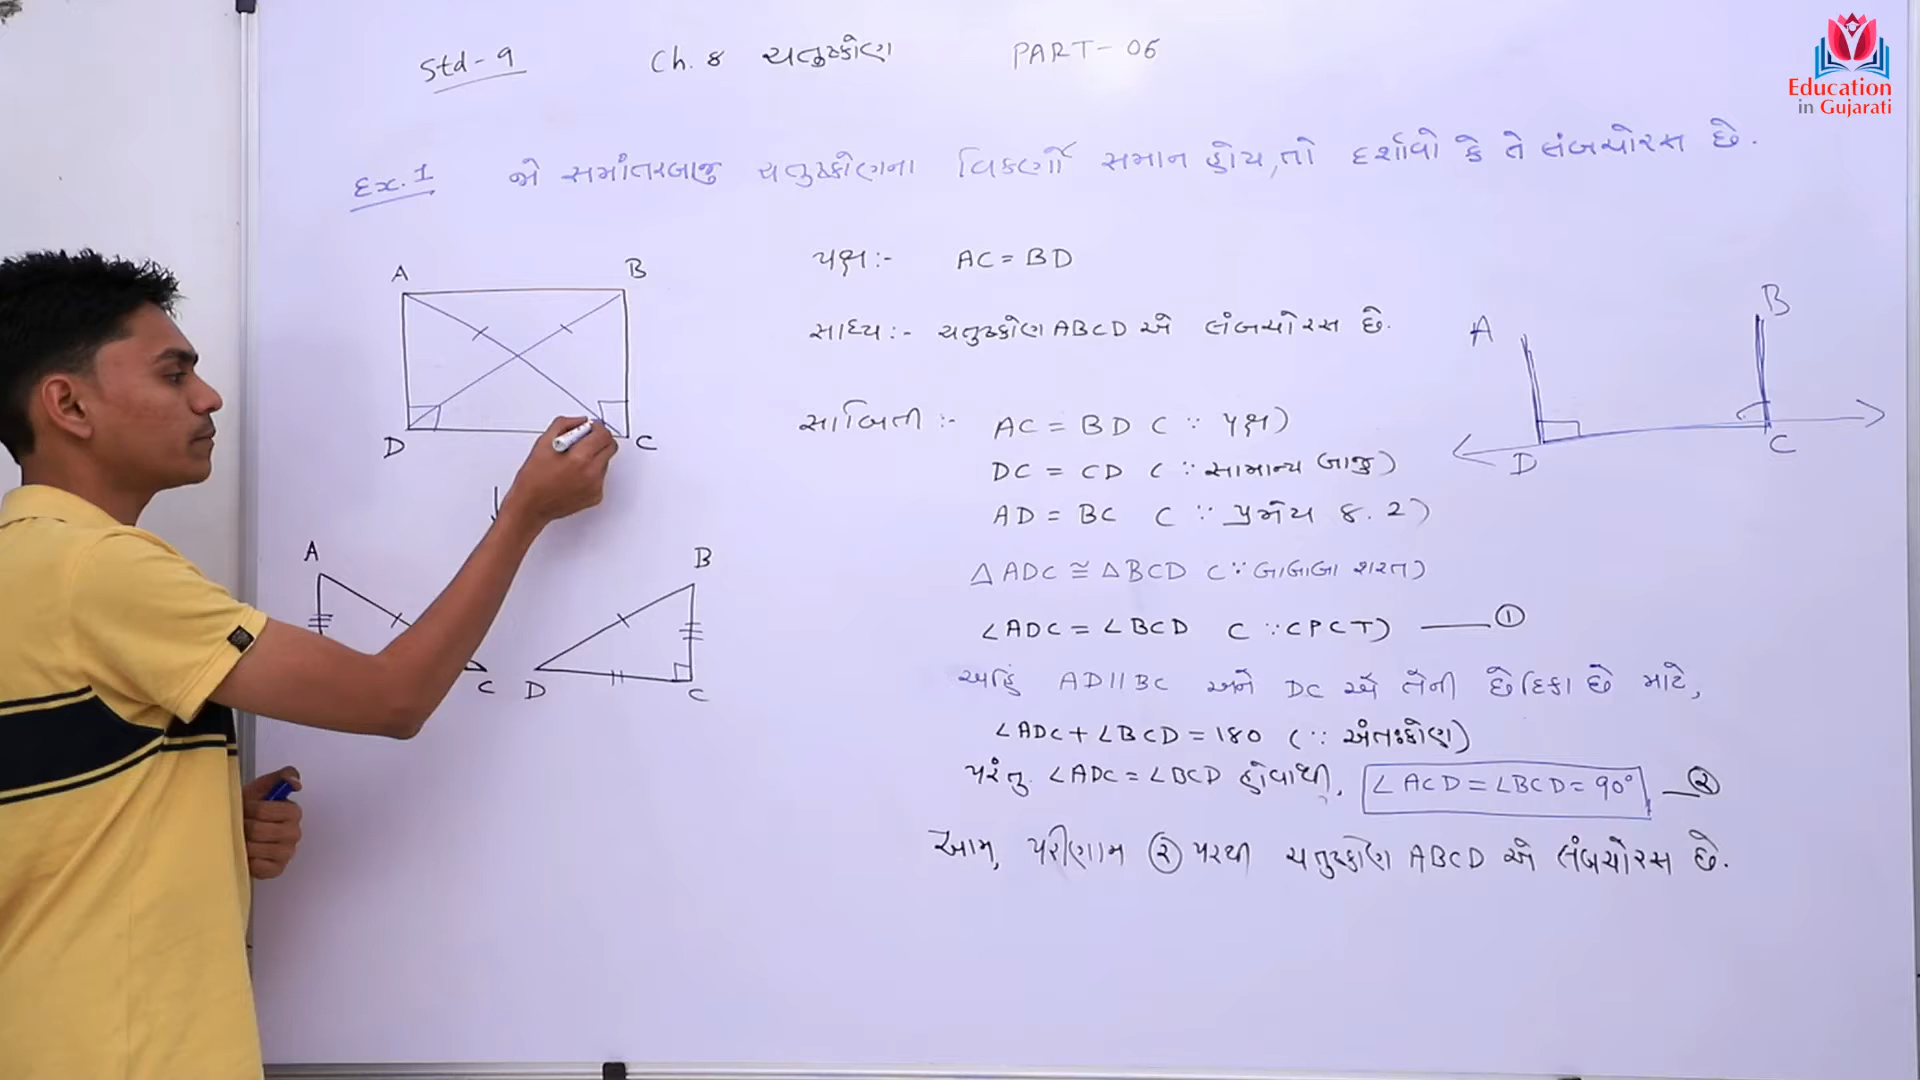 Std-9 Ch. 8 ચતુષ્કોણ PART-06
Education
in Gujarati
Ex.1 જો સમાંતરબાજુ ચતુષ્કોણના વિકર્ણો સમાન હોય, તો દર્શાવો કે તે લંબચોરસ છે.
A B
D C
A B
C D C
પક્ષ:- AC = BD
સાધ્ય:- ચતુષ્કોણ ABCD એ લંબચોરસ છે.
સાબિતી:- AC = BD (∵ પક્ષ)
DC = CD (∵ સામાન્ય બાજુ)
AD = BC (∵ પ્રમેય 8.2)
△ADC ≅ △BCD (∵ બાબાબા શરત)
∠ADC = ∠BCD (∵ CPCT) —— ①
અહિં AD||BC અને DC એ તેની છેદિકા છે માટે,
∠ADC + ∠BCD = 180 (∵ અંતઃકોણ)
પરંતુ ∠ADC = ∠BCD હોવાથી, ∠ACD = ∠BCD = 90° — ②
આમ, પરીણામ ② પરથી ચતુષ્કોણ ABCD એ લંબચોરસ છે.
A B
D C